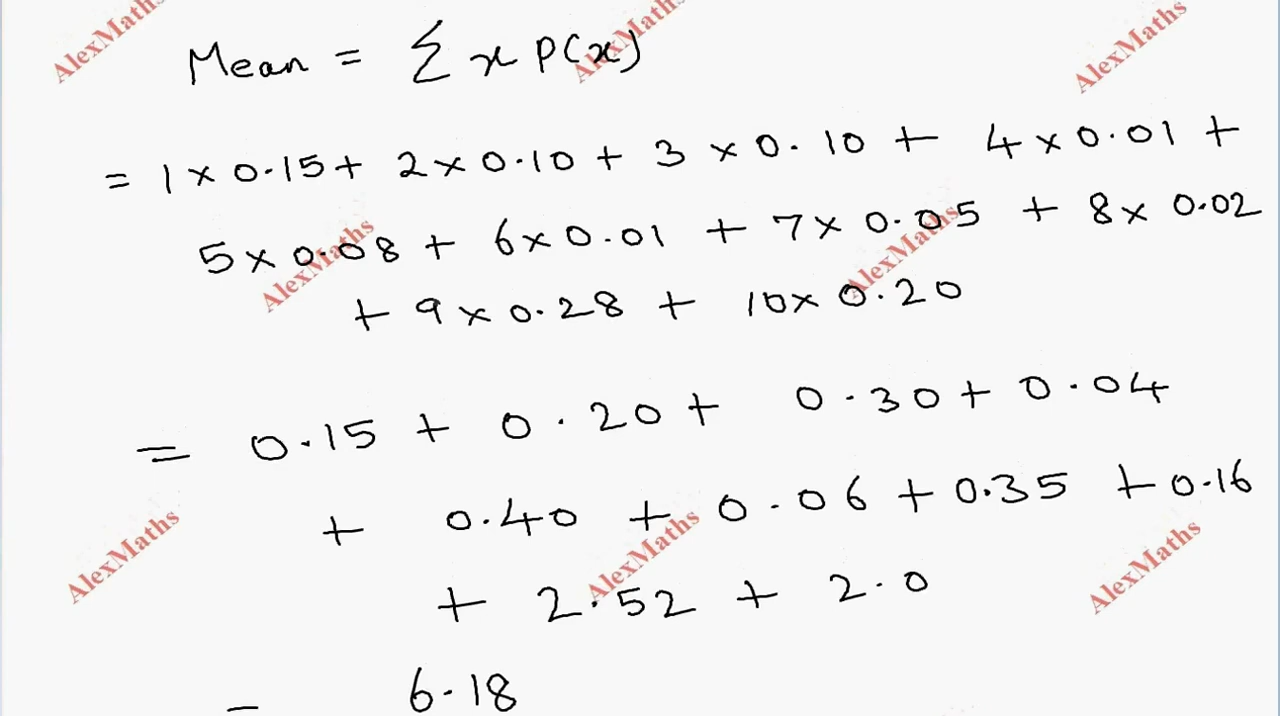 AlexMaths AlexMaths AlexMaths
Mean = Σ x P(x)
= 1 × 0.15 + 2 × 0.10 + 3 × 0.10 + 4 × 0.01 +
5 × 0.08 + 6 × 0.01 + 7 × 0.05 + 8 × 0.02
AlexMaths AlexMaths
+ 9 × 0.28 + 10 × 0.20
= 0.15 + 0.20 + 0.30 + 0.04
+ 0.40 + 0.06 + 0.35 + 0.16
AlexMaths AlexMaths AlexMaths
+ 2.52 + 2.0
= 6.18